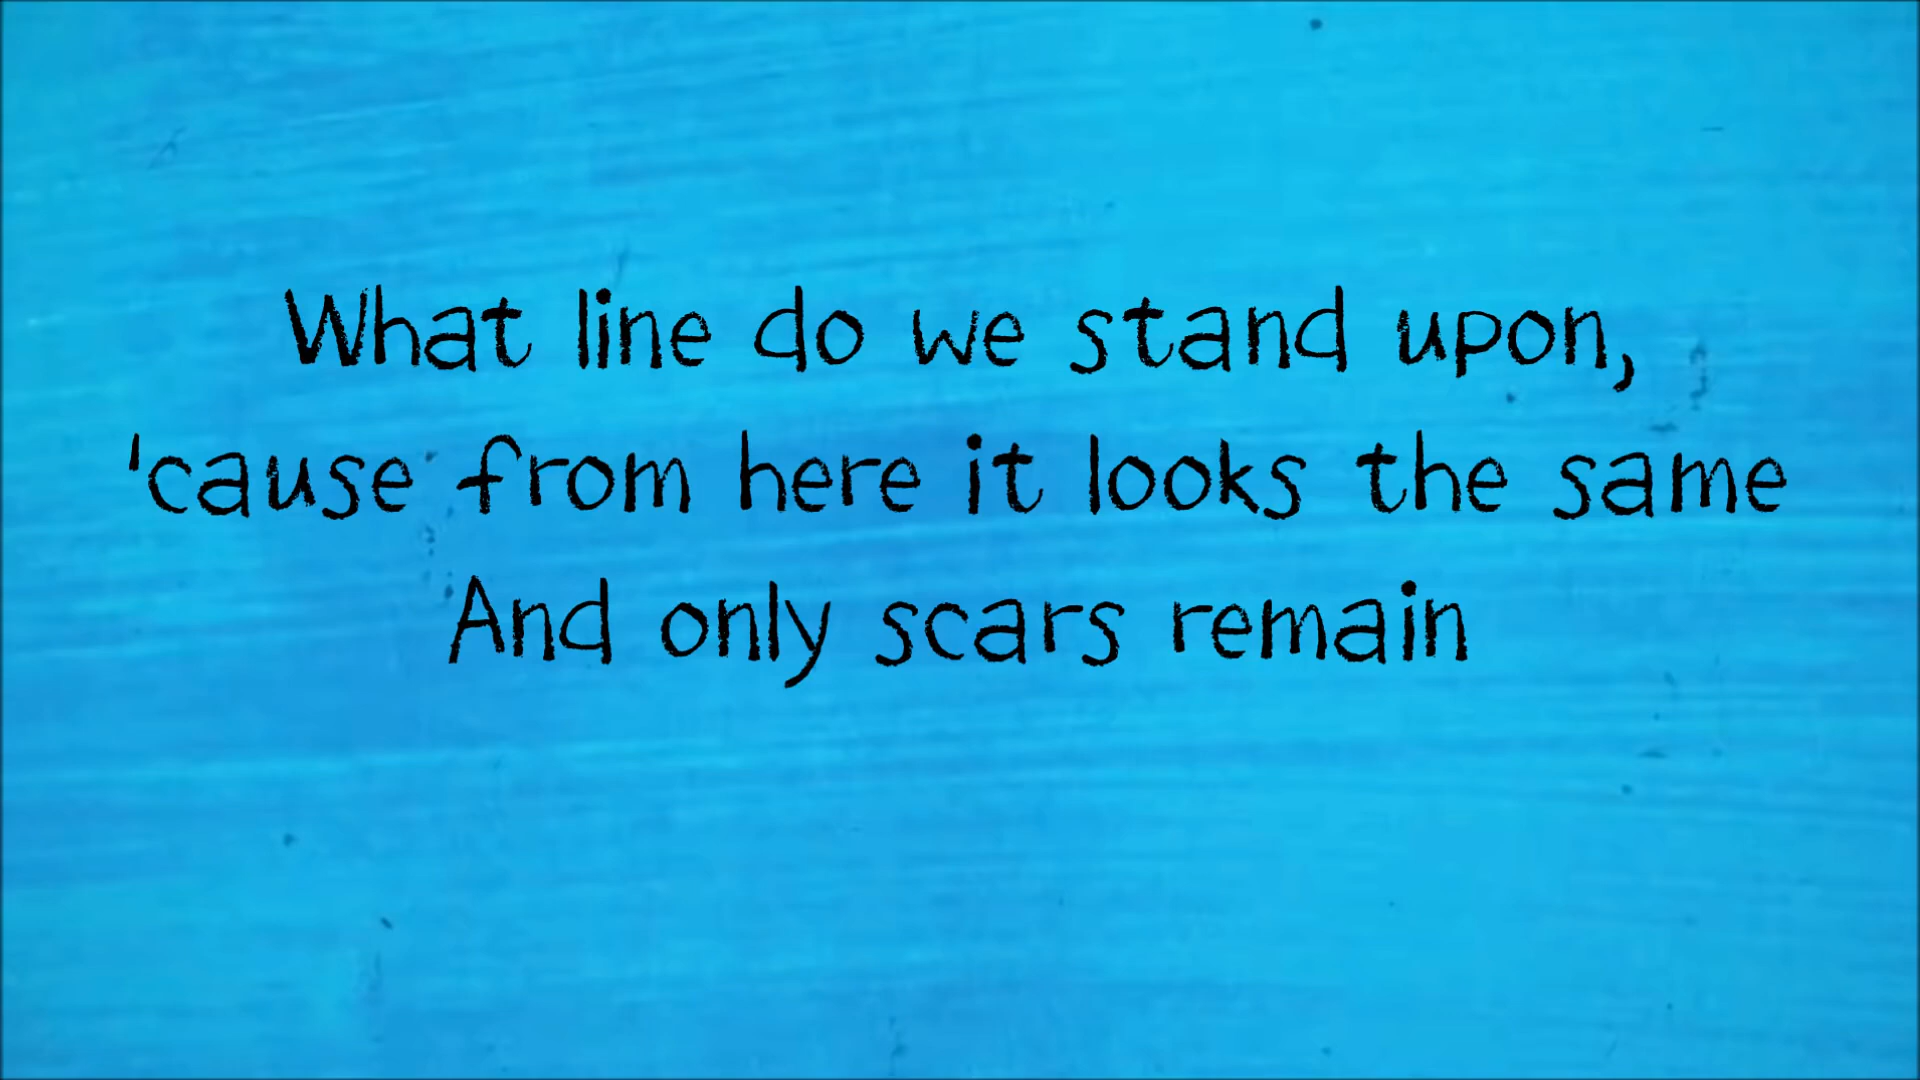 What line do we stand upon,
'cause from here it looks the same
And only scars remain